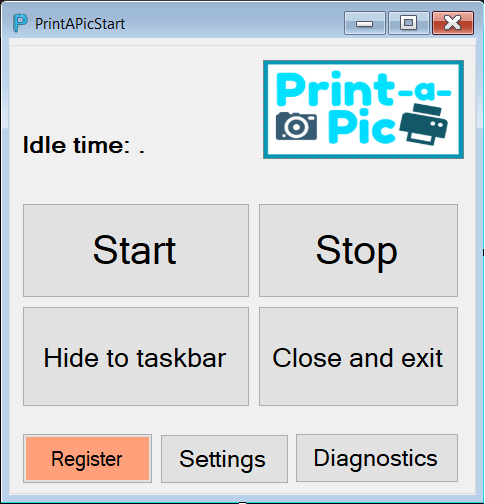 PrintAPicStart
Print-a-
Pic
Idle time: .
Start
Stop
Hide to taskbar
Close and exit
Register
Settings
Diagnostics